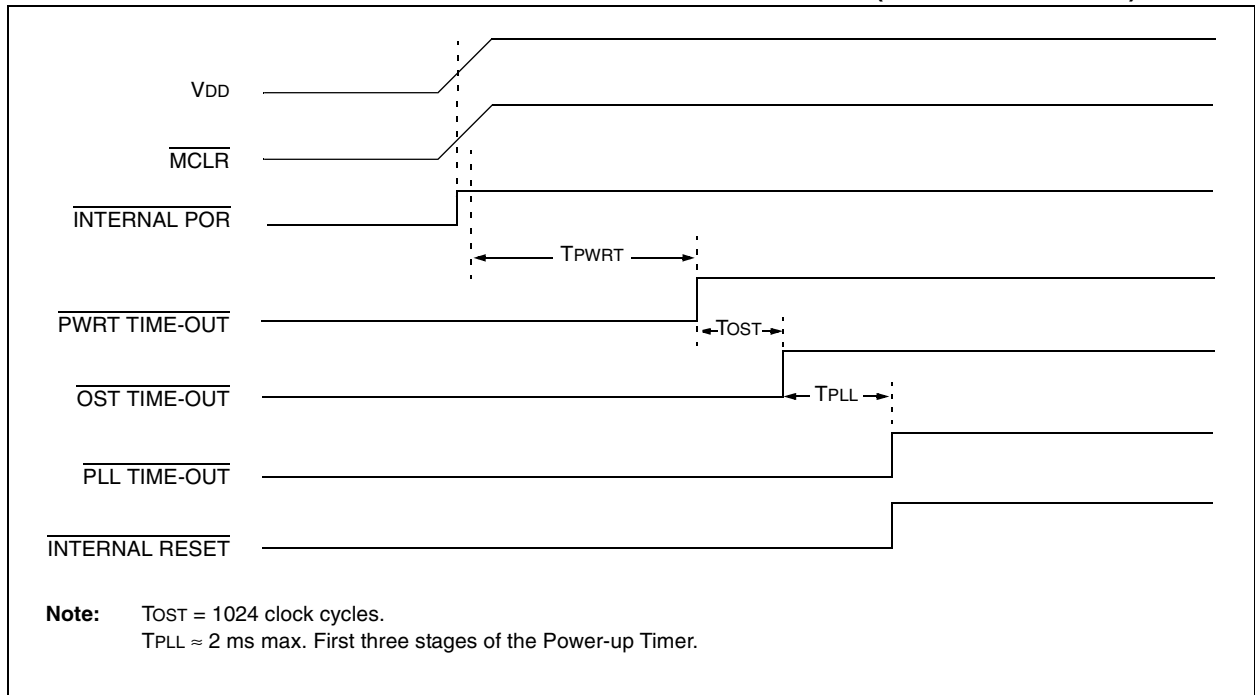 VDD
MCLR
INTERNAL POR
TPWRT
PWRT TIME-OUT
TOST
OST TIME-OUT
TPLL
PLL TIME-OUT
INTERNAL RESET
Note: TOST = 1024 clock cycles.
TPLL ≈ 2 ms max. First three stages of the Power-up Timer.